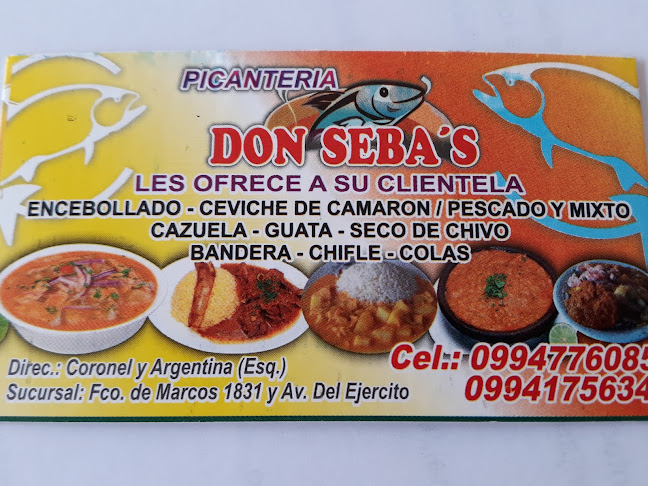 PICANTERIA
DON SEBA´S
LES OFRECE A SU CLIENTELA
ENCEBOLLADO - CEVICHE DE CAMARON / PESCADO Y MIXTO
CAZUELA - GUATA - SECO DE CHIVO
BANDERA - CHIFLE - COLAS
Direc.: Coronel y Argentina (Esq.)
Sucursal: Fco. de Marcos 1831 y Av. Del Ejercito
Cel.: 0994776085
0994175634